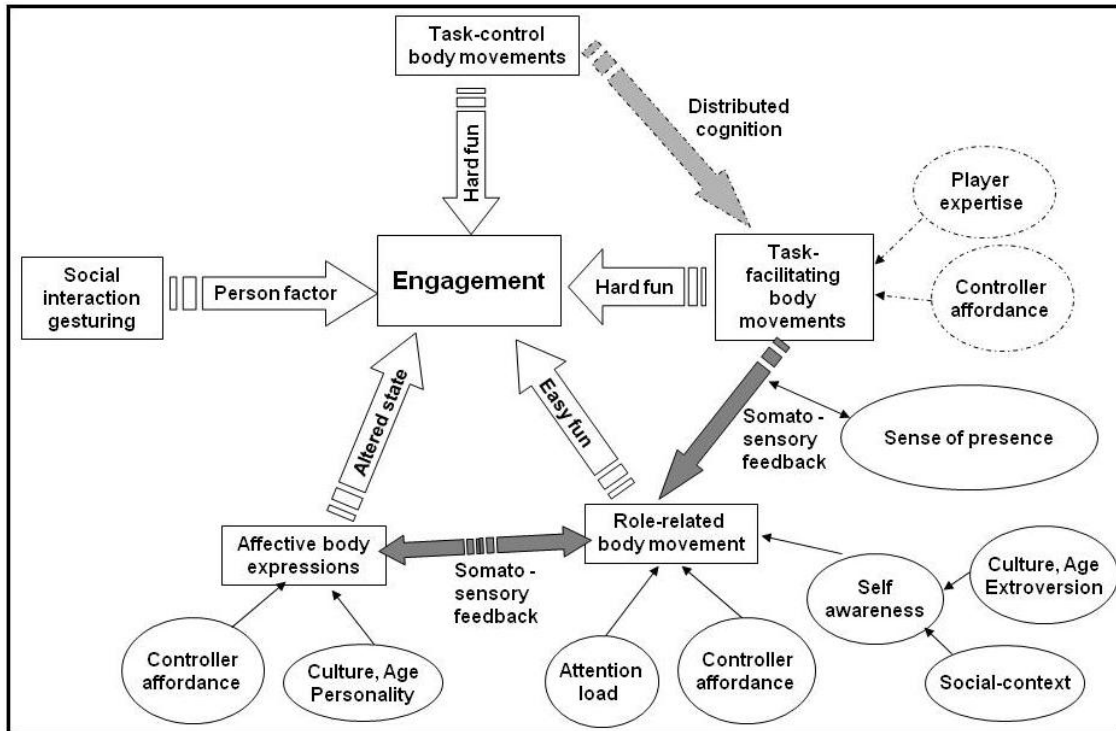 Task-control
body movements
Hard fun
Distributed
cognition
Player
expertise
Controller
affordance
Social
interaction
gesturing
Person factor
Engagement
Hard fun
Task-
facilitating
body
movements
Altered state
Easy fun
Somato -
sensory
feedback
Sense of presence
Affective body
expressions
Somato -
sensory
feedback
Role-related
body movement
Self
awareness
Culture, Age
Extroversion
Controller
affordance
Culture, Age
Personality
Attention
load
Controller
affordance
Social-context